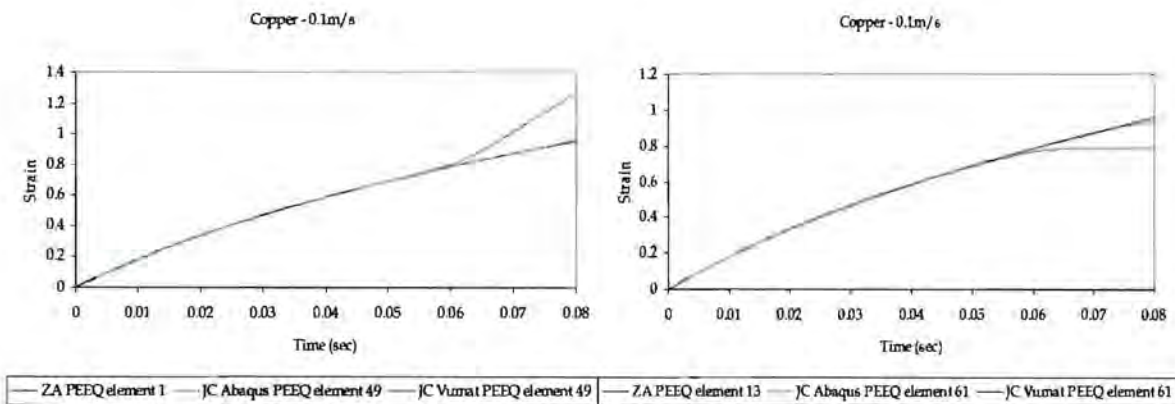 Copper - 0.1m/s
1.4
1.2
1
0.8
0.6
0.4
0.2
0
Strain
0 0.01 0.02 0.03 0.04 0.05 0.06 0.07 0.08
Time (sec)
ZA PEEQ element 1 JC Abaqus PEEQ element 49 JC Vumat PEEQ element 49
Copper - 0.1m/s
1.2
1
0.8
0.6
0.4
0.2
0
Strain
0 0.01 0.02 0.03 0.04 0.05 0.06 0.07 0.08
Time (sec)
ZA PEEQ element 13 JC Abaqus PEEQ element 61 JC Vumat PEEQ element 61